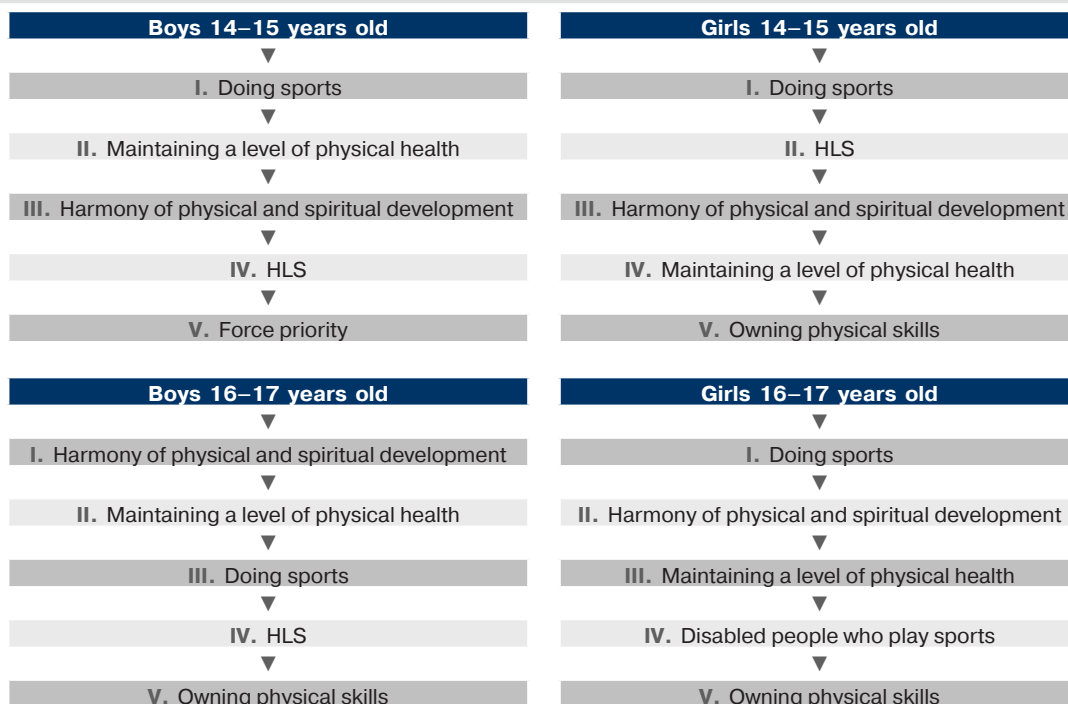 Boys 14–15 years old
I. Doing sports
II. Maintaining a level of physical health
III. Harmony of physical and spiritual development
IV. HLS
V. Force priority
Girls 14–15 years old
I. Doing sports
II. HLS
III. Harmony of physical and spiritual development
IV. Maintaining a level of physical health
V. Owning physical skills
Boys 16–17 years old
I. Harmony of physical and spiritual development
II. Maintaining a level of physical health
III. Doing sports
IV. HLS
V. Owning physical skills
Girls 16–17 years old
I. Doing sports
II. Harmony of physical and spiritual development
III. Maintaining a level of physical health
IV. Disabled people who play sports
V. Owning physical skills